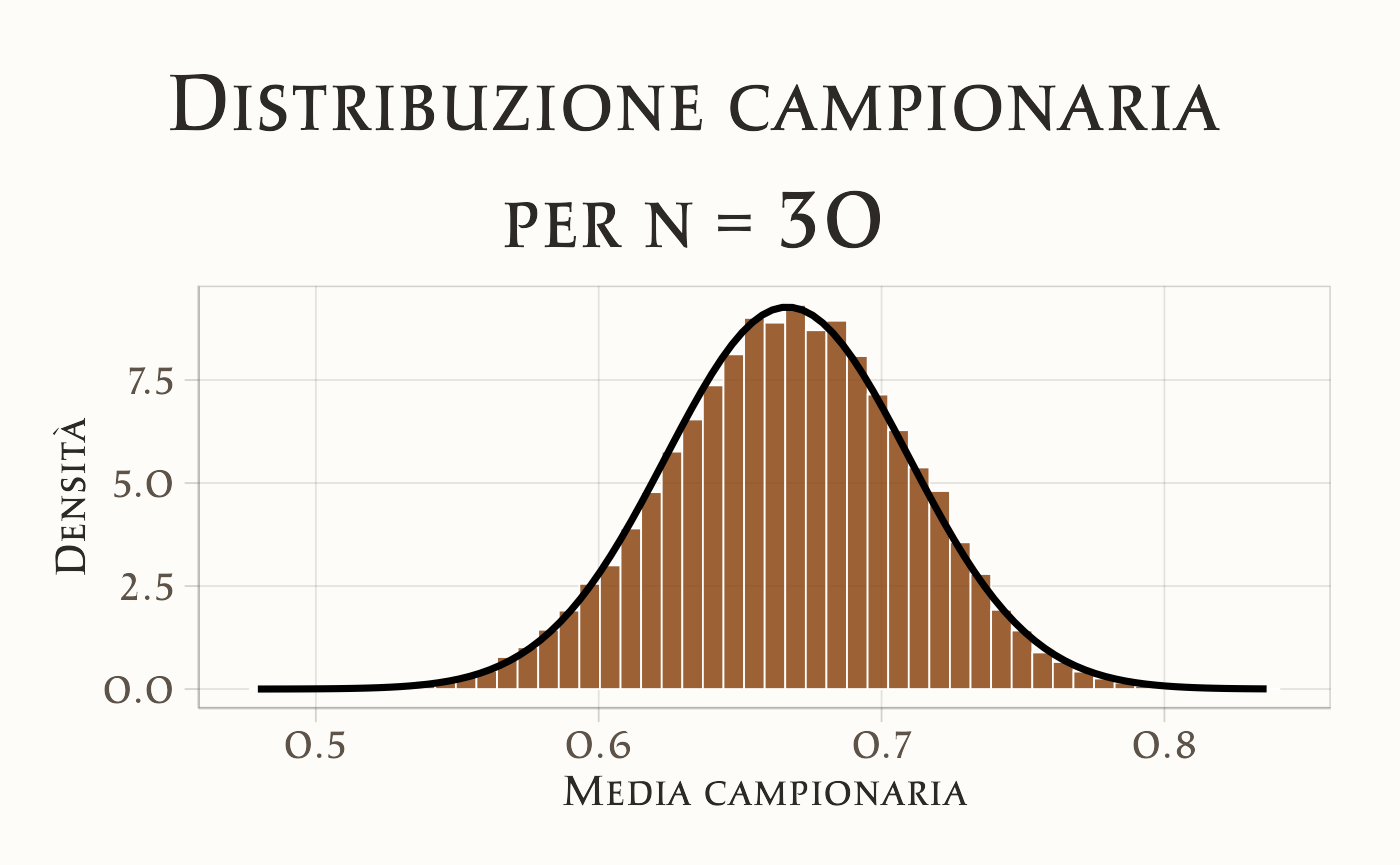 Distribuzione campionaria
per n = 30
Densità
7.5
5.0
2.5
0.0
0.5 0.6 0.7 0.8
Media campionaria